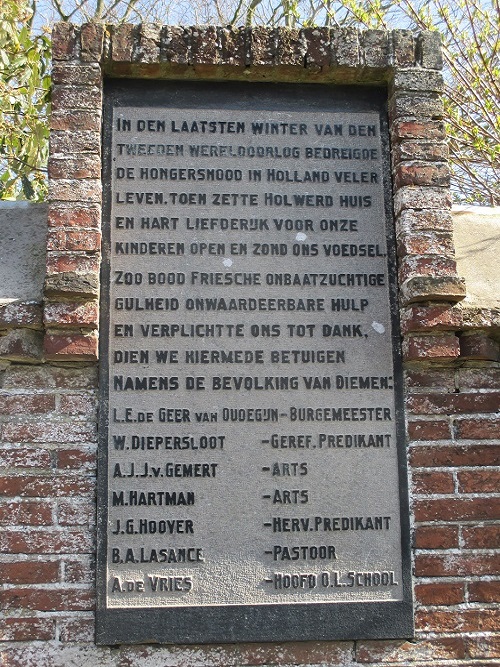 IN DEN LAATSTEN WINTER VAN DEN
TWEEDEN WERELDOORLOG BEDREIGDE
DE HONGERSNOOD IN HOLLAND VELER
LEVEN. TOEN ZETTE HOLWERD HUIS
EN HART LIEFDERIJK VOOR ONZE
KINDEREN OPEN EN ZOND ONS VOEDSEL.
ZOO BOOD FRIESCHE ONBAATZUCHTIGE
GULHEID ONWAARDEERBARE HULP
EN VERPLICHTTE ONS TOT DANK,
DIEN WE HIERMEDE BETUIGEN
NAMENS DE BEVOLKING VAN DIEMEN:
L.E. DE GEER VAN OUDEGIJN - BURGEMEESTER
W. DIEPERSLOOT - GEREF. PREDIKANT
A.J.J.V. GEMERT - ARTS
M. HARTMAN - ARTS
J.G. HOOVER - HERV. PREDIKANT
B.A. LASANCE - PASTOOR
A. DE VRIES - HOOFD O.L. SCHOOL